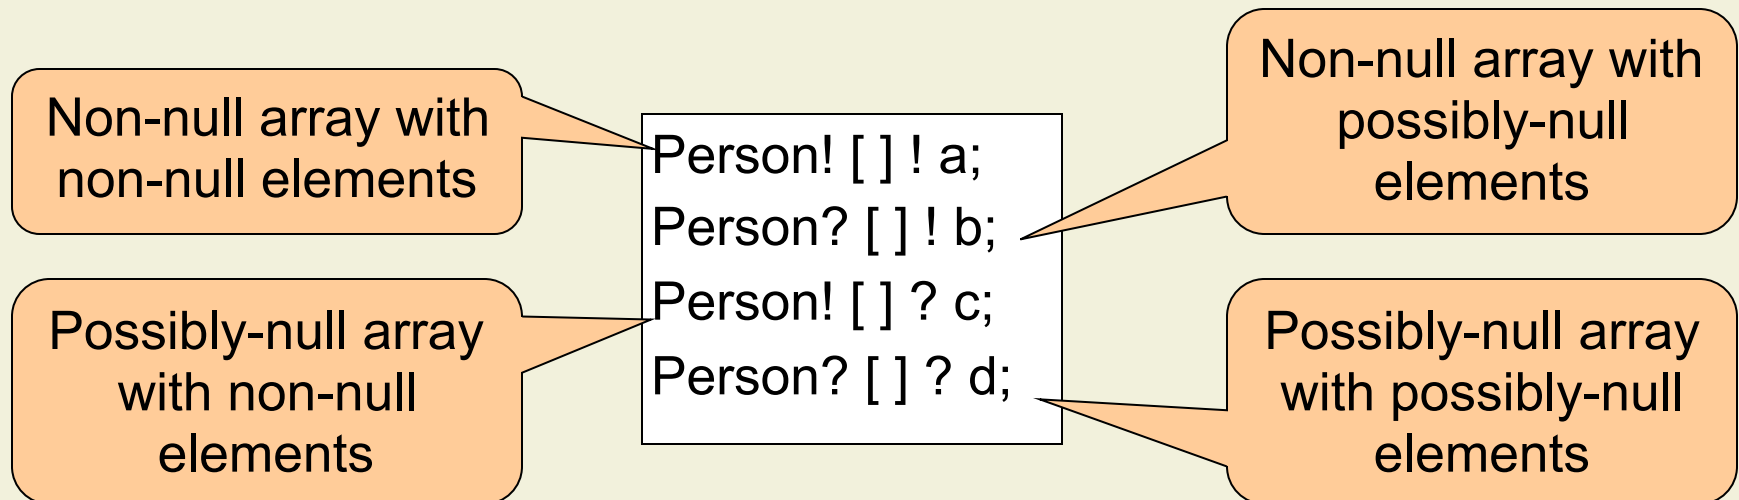 Non-null array with
non-null elements
Person! [ ] ! a;
Person? [ ] ! b;
Person! [ ] ? c;
Person? [ ] ? d;
Non-null array with
possibly-null
elements
Possibly-null array
with non-null
elements
Possibly-null array
with possibly-null
elements